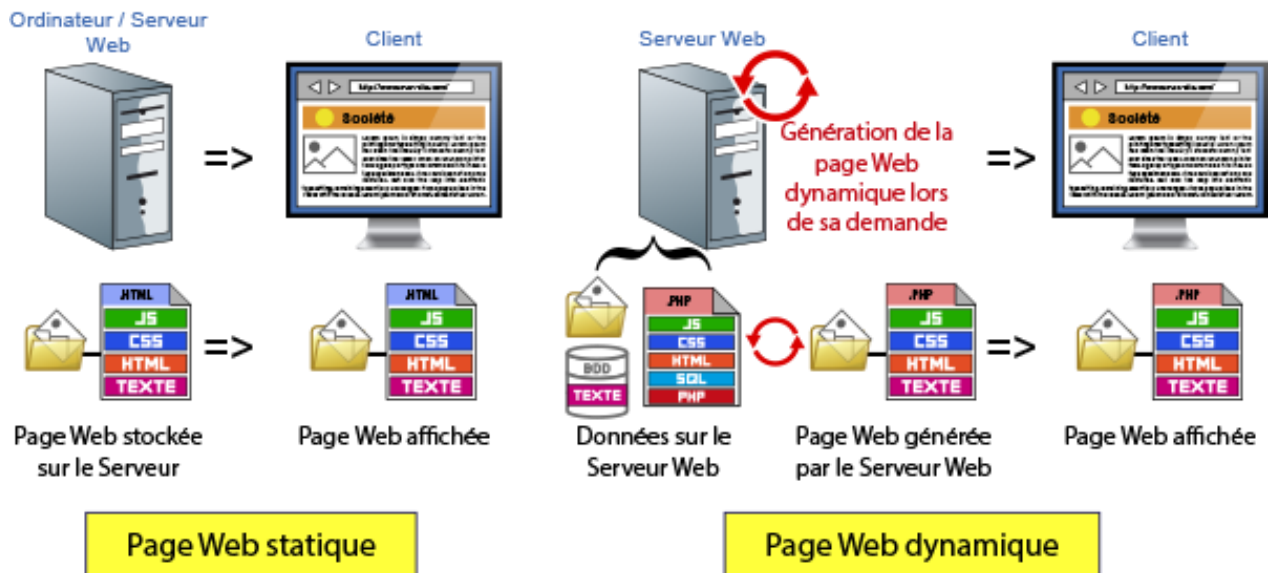 Ordinateur / Serveur
Web
Client
Société
=>
.HTML
JS
CSS
HTML
TEXTE
=>
.HTML
JS
CSS
HTML
TEXTE
Page Web stockée
sur le Serveur
Page Web affichée
Page Web statique
Serveur Web
Client
Génération de la
page Web
dynamique lors
de sa demande
=>
Société
.PHP
JS
CSS
HTML
SQL
PHP
BDD
TEXTE
.PHP
JS
CSS
HTML
TEXTE
=>
.PHP
JS
CSS
HTML
TEXTE
Données sur le
Serveur Web
Page Web générée
par le Serveur Web
Page Web affichée
Page Web dynamique